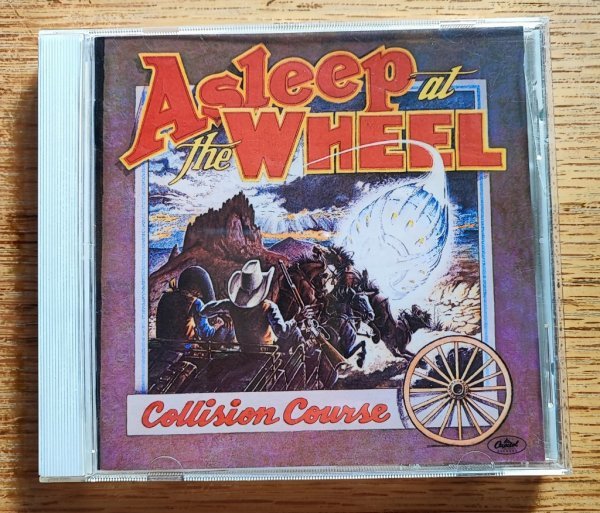 Asleep at
the WHEEL
Collision Course
Capitol